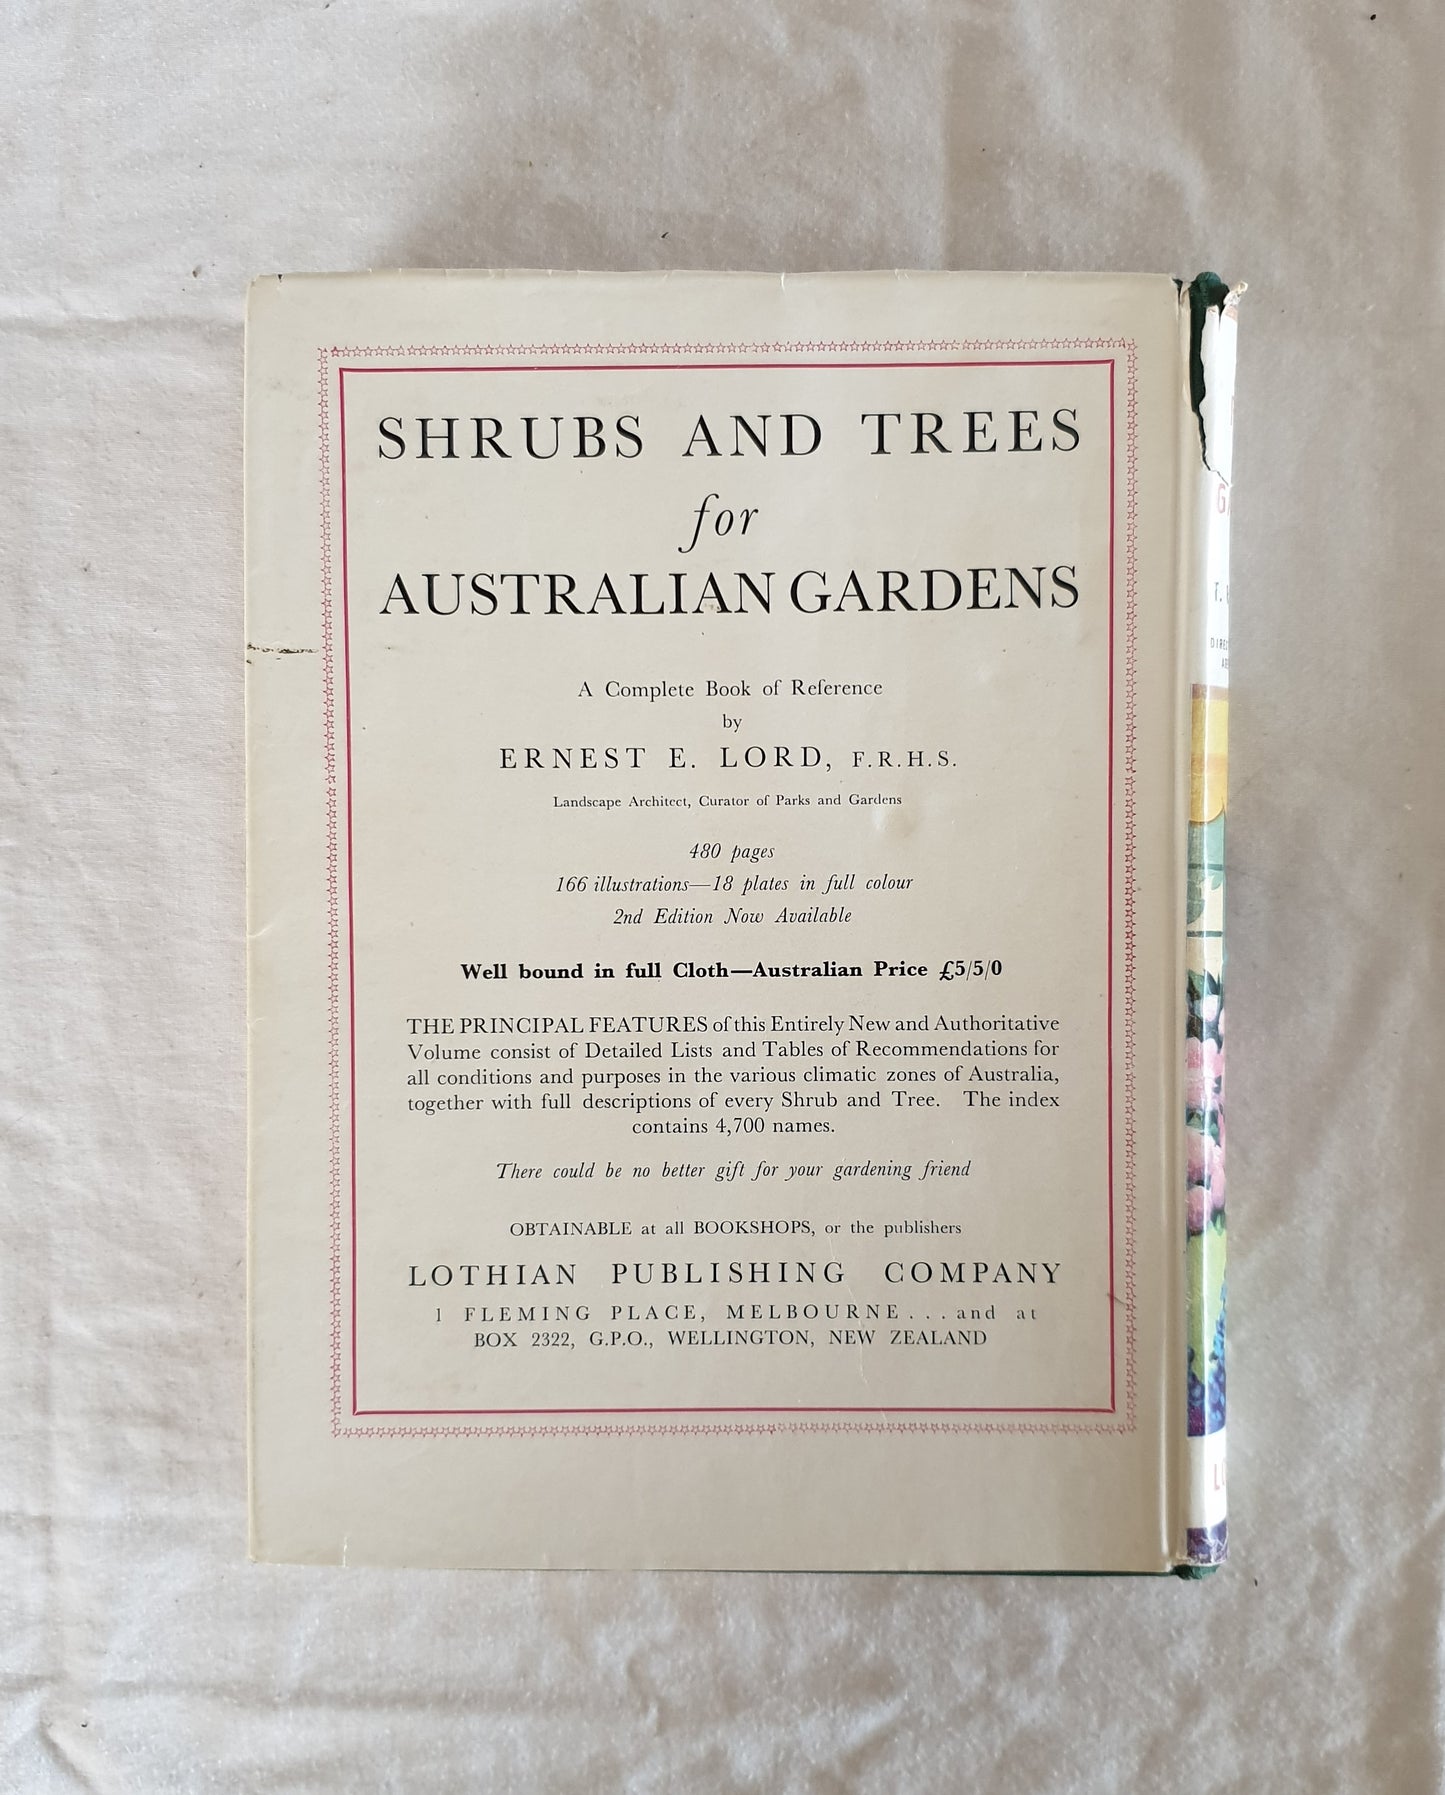 SHRUBS AND TREES
for
AUSTRALIAN GARDENS
A Complete Book of Reference
by
ERNEST E. LORD, F.R.H.S.
Landscape Architect, Curator of Parks and Gardens
480 pages
166 illustrations—18 plates in full colour
2nd Edition Now Available
Well bound in full Cloth—Australian Price £5/5/0
THE PRINCIPAL FEATURES of this Entirely New and Authoritative
Volume consist of Detailed Lists and Tables of Recommendations for
all conditions and purposes in the various climatic zones of Australia,
together with full descriptions of every Shrub and Tree. The index
contains 4,700 names.
There could be no better gift for your gardening friend
OBTAINABLE at all BOOKSHOPS, or the publishers
LOTHIAN PUBLISHING COMPANY
1 FLEMING PLACE, MELBOURNE...and at
BOX 2322, G.P.O., WELLINGTON, NEW ZEALAND